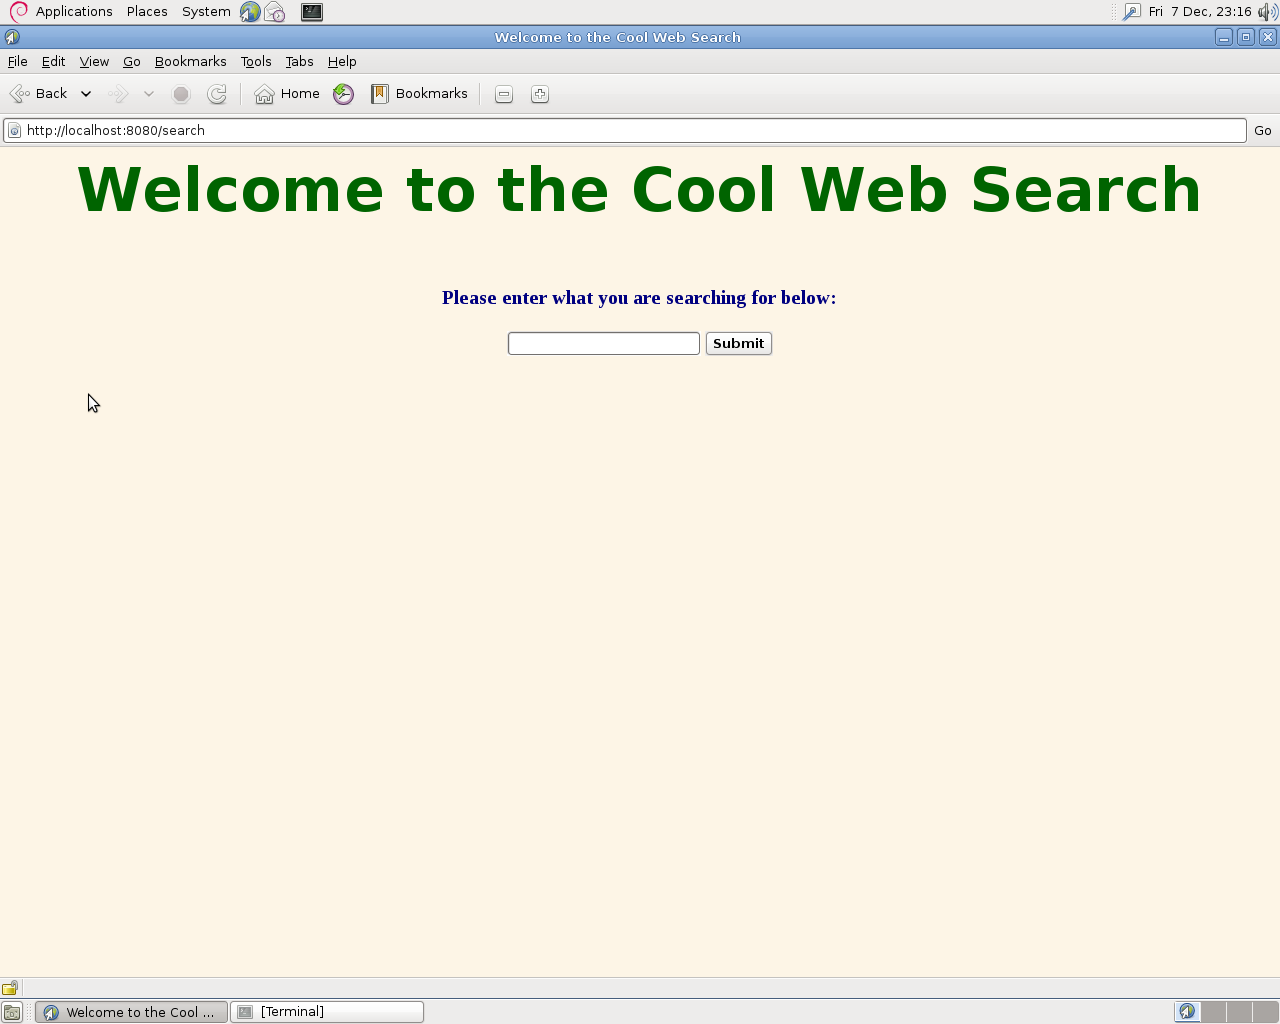 Applications Places System Fri 7 Dec, 23:16
Welcome to the Cool Web Search
File Edit View Go Bookmarks Tools Tabs Help
Back Home Bookmarks
http://localhost:8080/search Go
Welcome to the Cool Web Search
Please enter what you are searching for below:
Submit
Welcome to the Cool ... [Terminal]